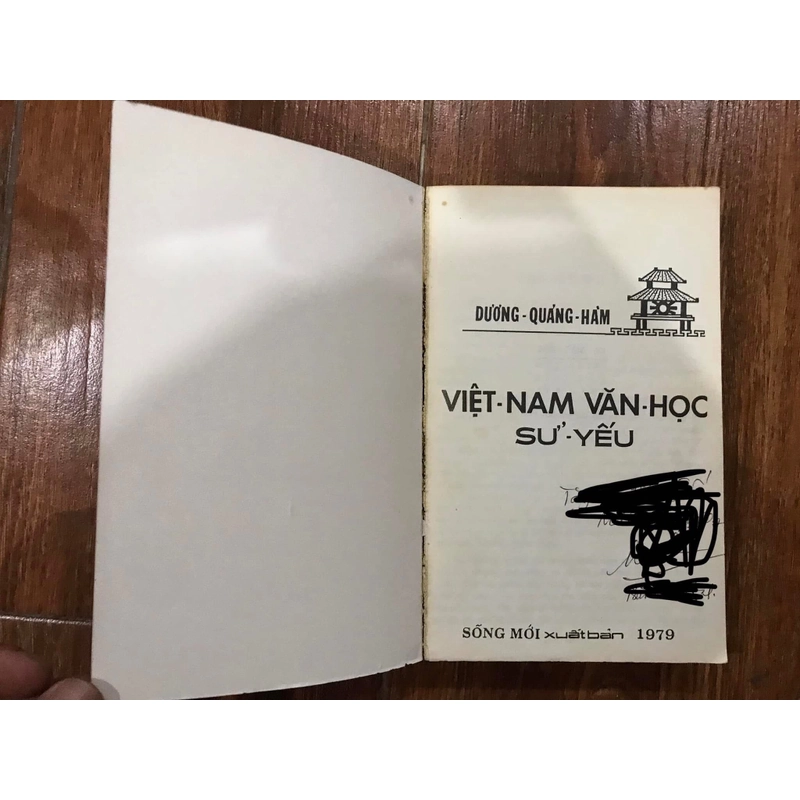 DƯƠNG-QUẢNG-HÀM
VIỆT-NAM VĂN-HỌC
SỬ-YẾU
SỐNG MỚI xuất bản 1979